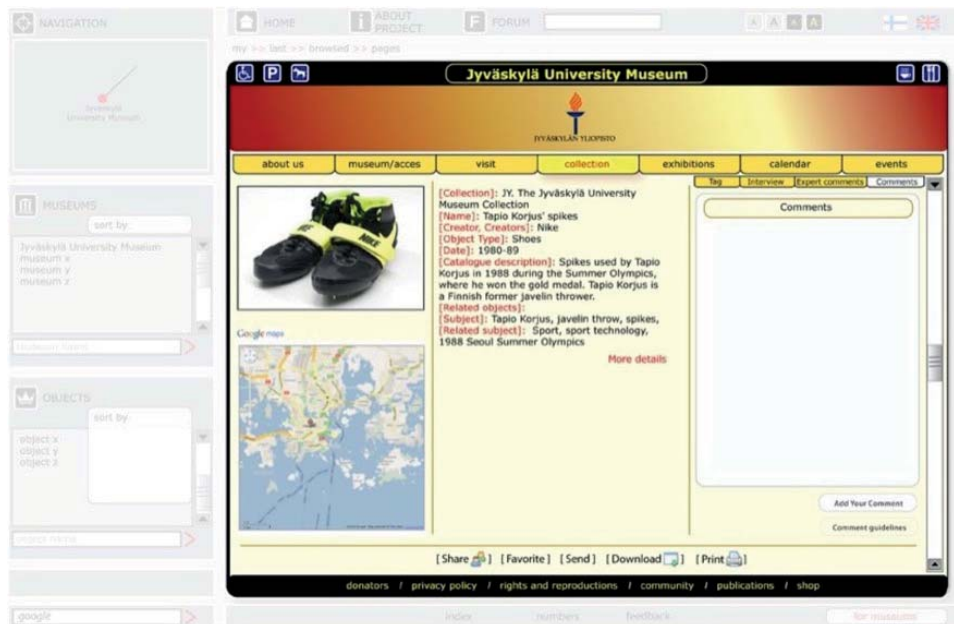 NAVIGATION
Jyväskylä
University Museum
HOME
ABOUT
PROJECT
FORUM
A A A A
my >> last >> browsed >> pages
P
Jyväskylä University Museum
JYVÄSKYLÄN YLIOPISTO
about us
museum/acces
visit
collection
exhibitions
calendar
events
MUSEUMS
sort by
Jyväskylä University Museum
museum x
museum y
museum z
OBJECTS
sort by
object x
object y
object z
google
NIKE
Google maps
[Collection]: JY. The Jyväskylä University
Museum Collection
[Name]: Tapio Korjus' spikes
[Creator, Creators]: Nike
[Object Type]: Shoes
[Date]: 1980-89
[Catalogue description]: Spikes used by Tapio
Korjus in 1988 during the Summer Olympics,
where he won the gold medal. Tapio Korjus is
a Finnish former javelin thrower.
[Related objects]:
[Subject]: Tapio Korjus, javelin throw, spikes,
[Related subject]: Sport, sport technology,
1988 Seoul Summer Olympics
More details
Tag
Interview
Expert comments
Comments
Comments
Add Your Comment
Comment guidelines
[Share] [Favorite] [Send] [Download] [Print]
donators / privacy policy / rights and reproductions / community / publications / shop
index
numbers
feedback
for museums